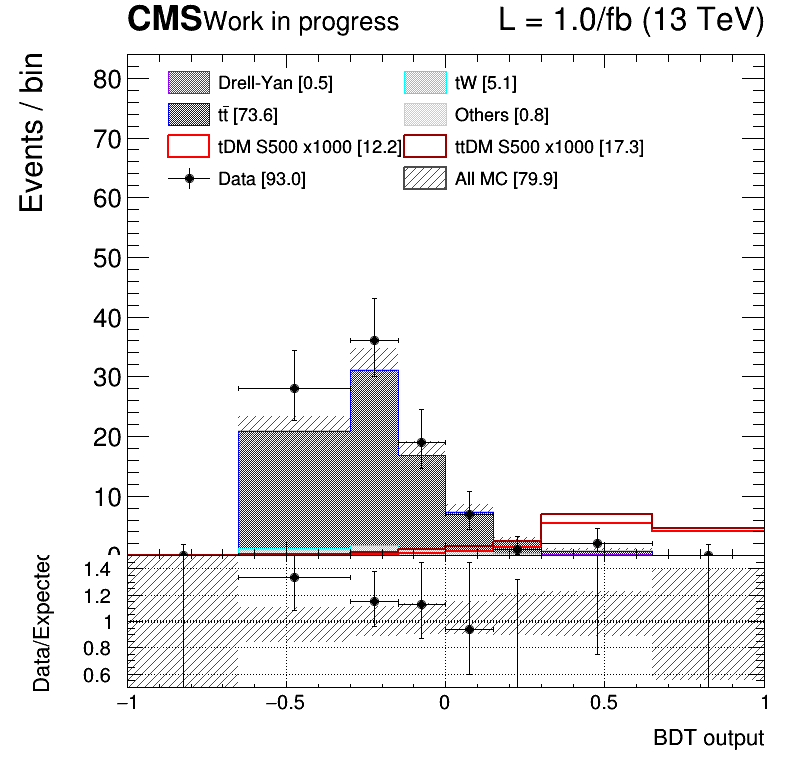 CMS Work in progress L = 1.0/fb (13 TeV)
Events / bin
80
70
60
50
40
30
20
10
0
Drell-Yan [0.5] tW [5.1]
tt̄ [73.6] Others [0.8]
tDM S500 x1000 [12.2] ttDM S500 x1000 [17.3]
Data [93.0] All MC [79.9]
Data/Expected
1.4
1.2
1
0.8
0.6
−1 −0.5 0 0.5 1
BDT output